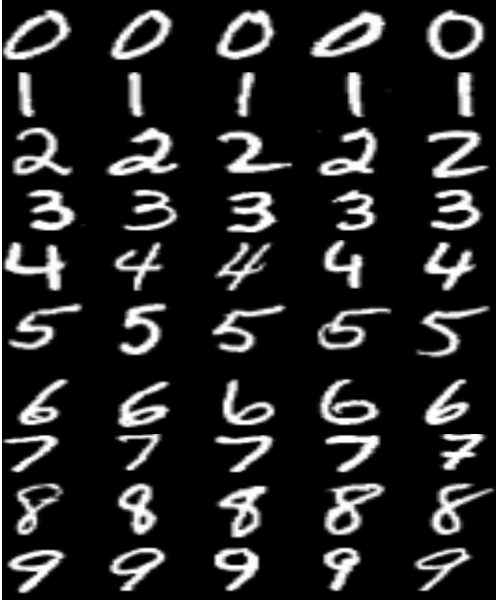 0 0 0 0 0
1 1 1 1 1
2 2 2 2 2
3 3 3 3 3
4 4 4 4 4
5 5 5 5 5
6 6 6 6 6
7 7 7 7 7
8 8 8 8 8
9 9 9 9 9